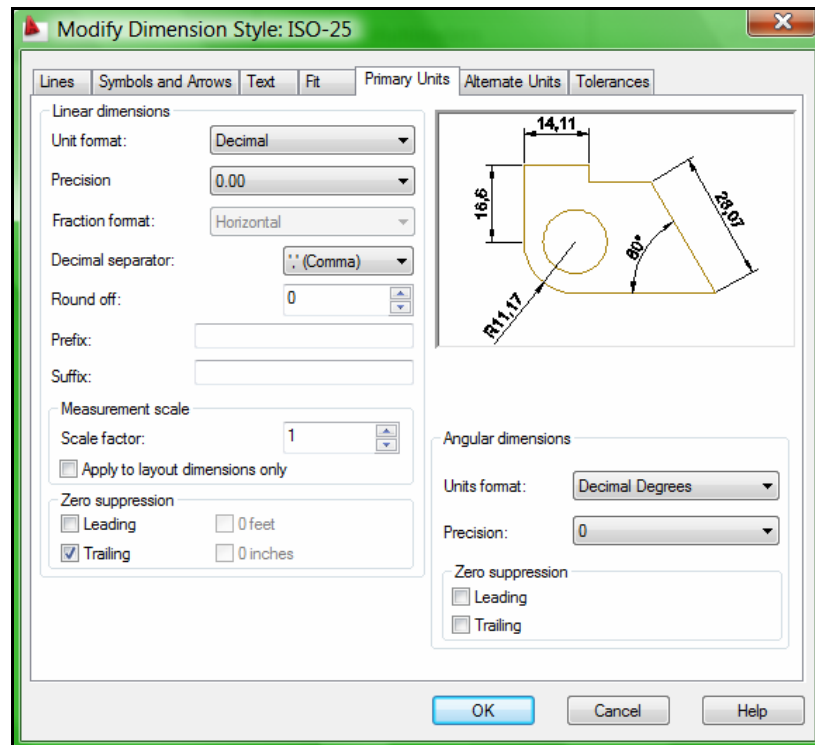 Modify Dimension Style: ISO-25
Lines Symbols and Arrows Text Fit Primary Units Alternate Units Tolerances
Linear dimensions
Unit format: Decimal
Precision 0.00
Fraction format: Horizontal
Decimal separator: ',' (Comma)
Round off: 0
Prefix:
Suffix:
Measurement scale
Scale factor: 1
Apply to layout dimensions only
Zero suppression
Leading 0 feet
Trailing 0 inches
14,11
16,6
28,07
60°
R11,17
Angular dimensions
Units format: Decimal Degrees
Precision: 0
Zero suppression
Leading
Trailing
OK Cancel Help